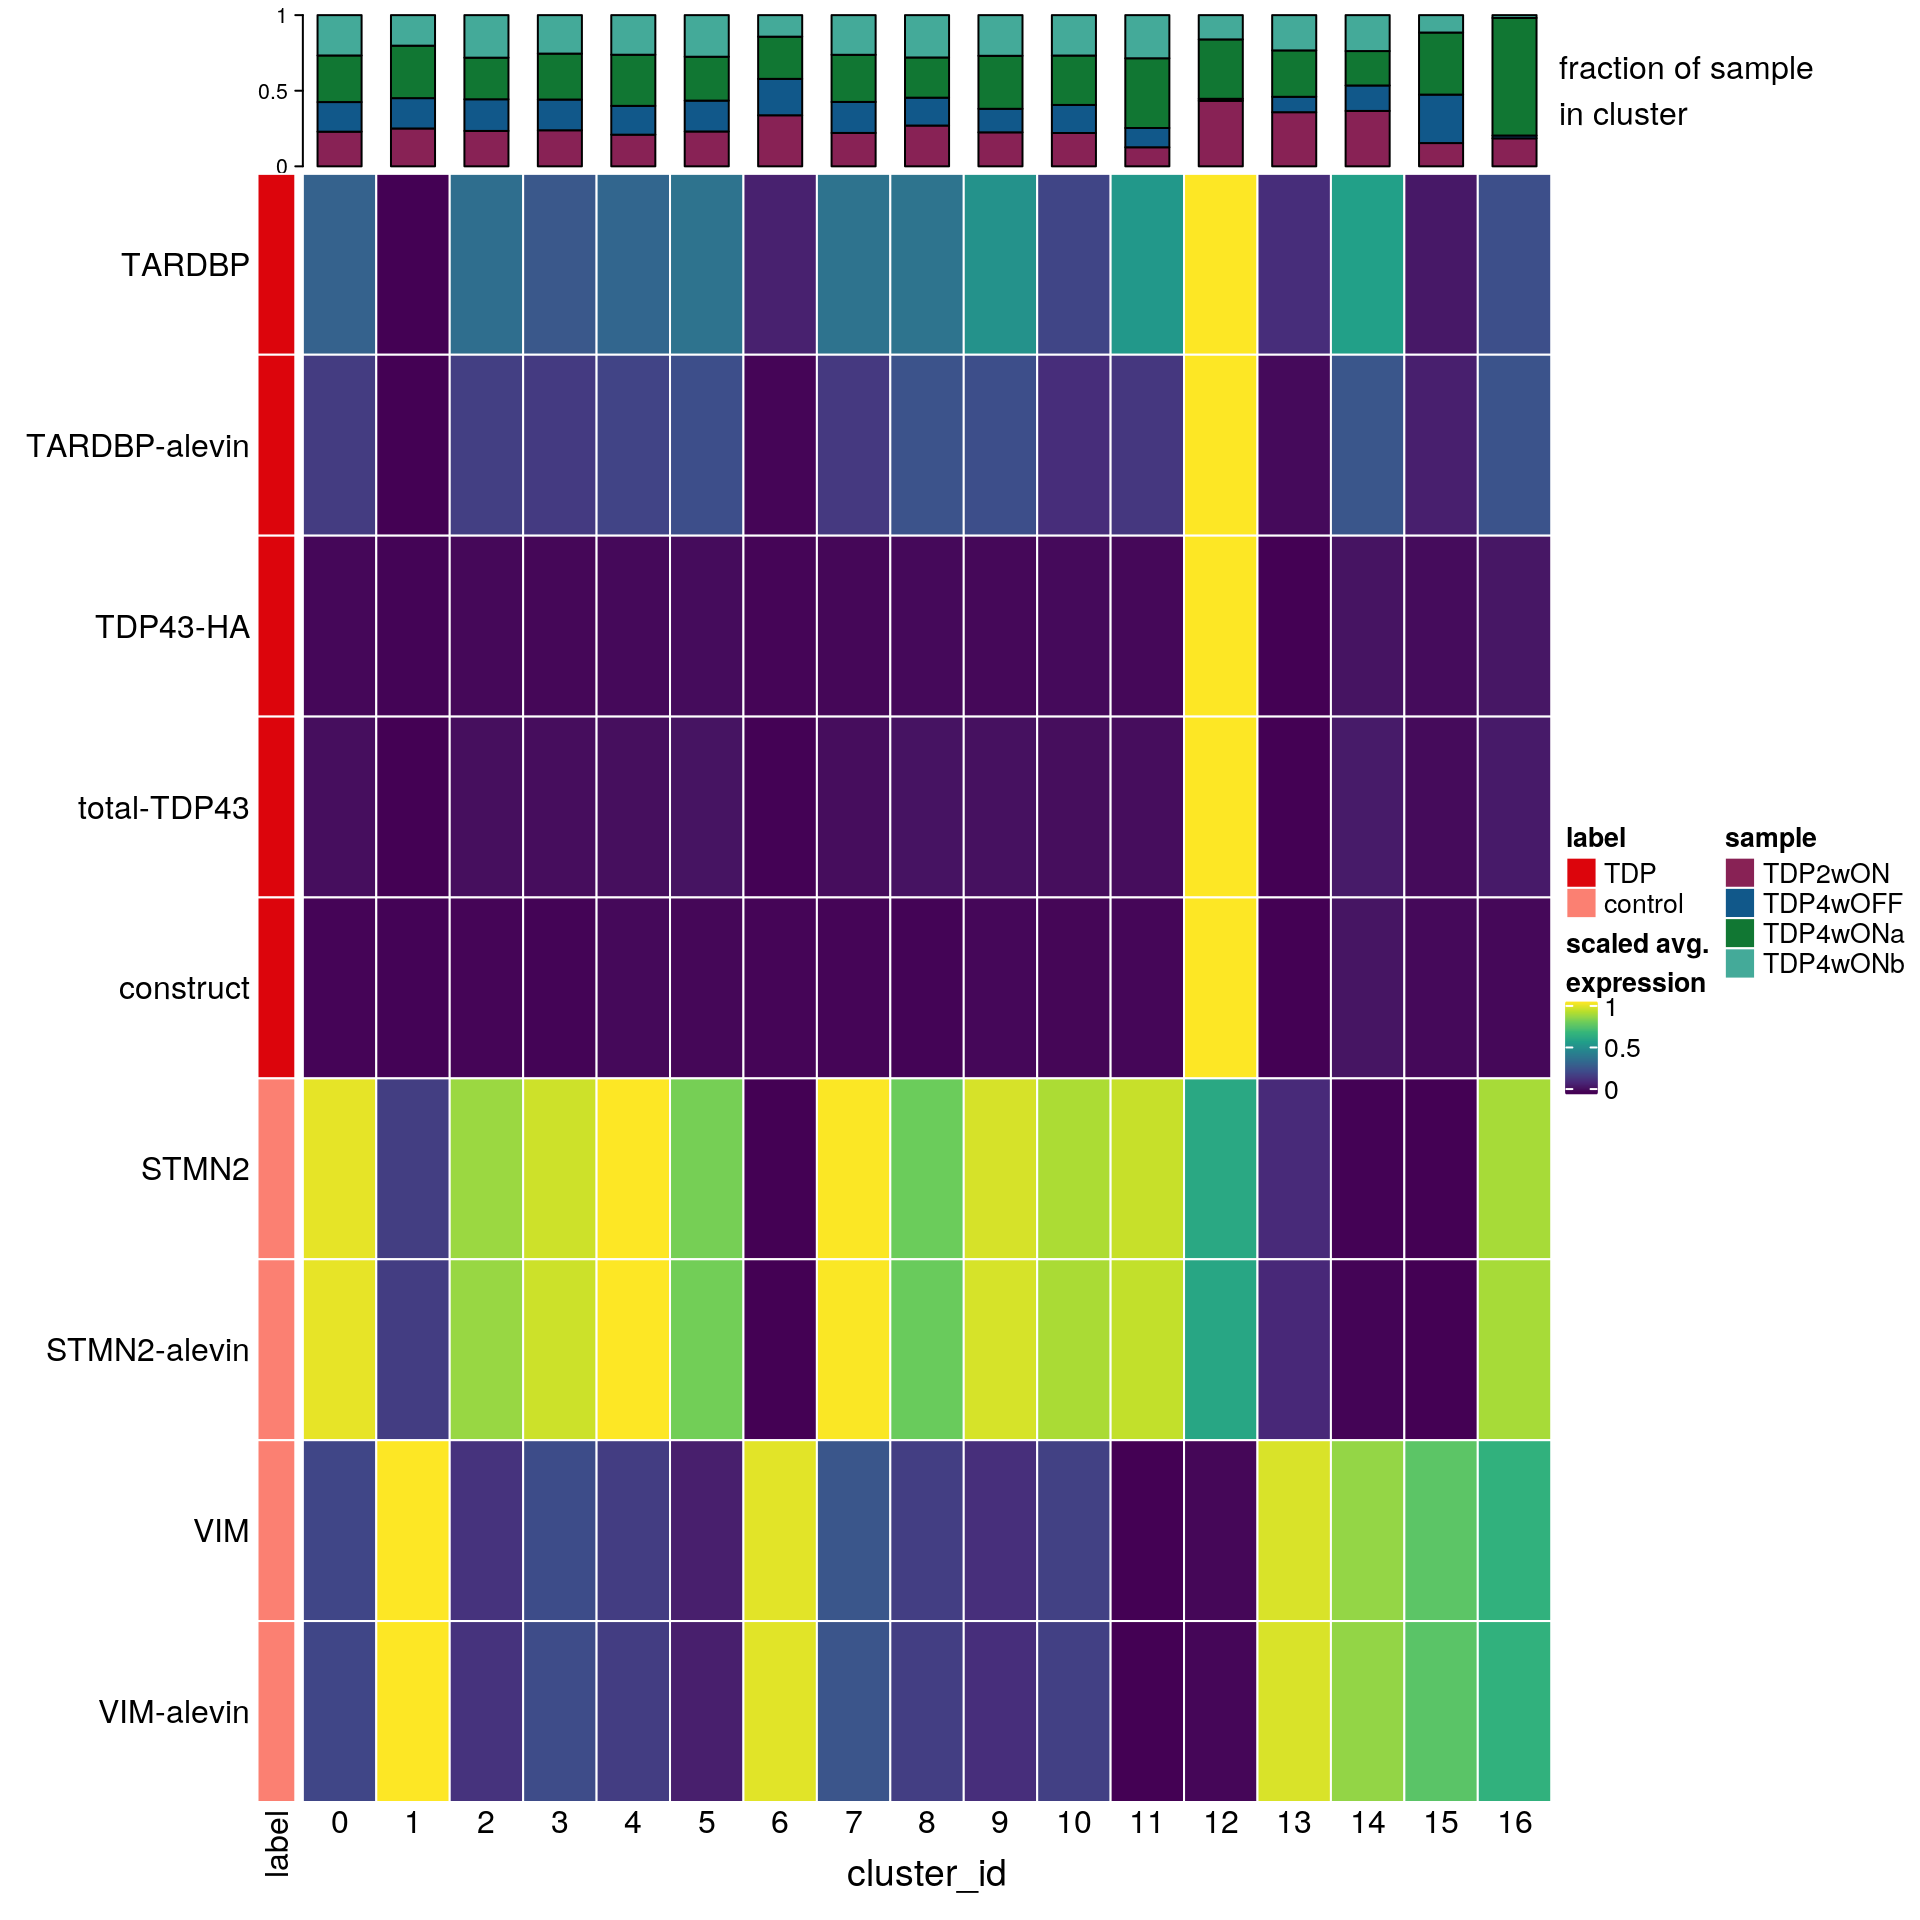 1
0.5
0
fraction of sample
in cluster
TARDBP
TARDBP-alevin
TDP43-HA
total-TDP43
construct
STMN2
STMN2-alevin
VIM
VIM-alevin
label
0 1 2 3 4 5 6 7 8 9 10 11 12 13 14 15 16
cluster_id
label
TDP
control
scaled avg.
expression
1
0.5
0
sample
TDP2wON
TDP4wOFF
TDP4wONa
TDP4wONb